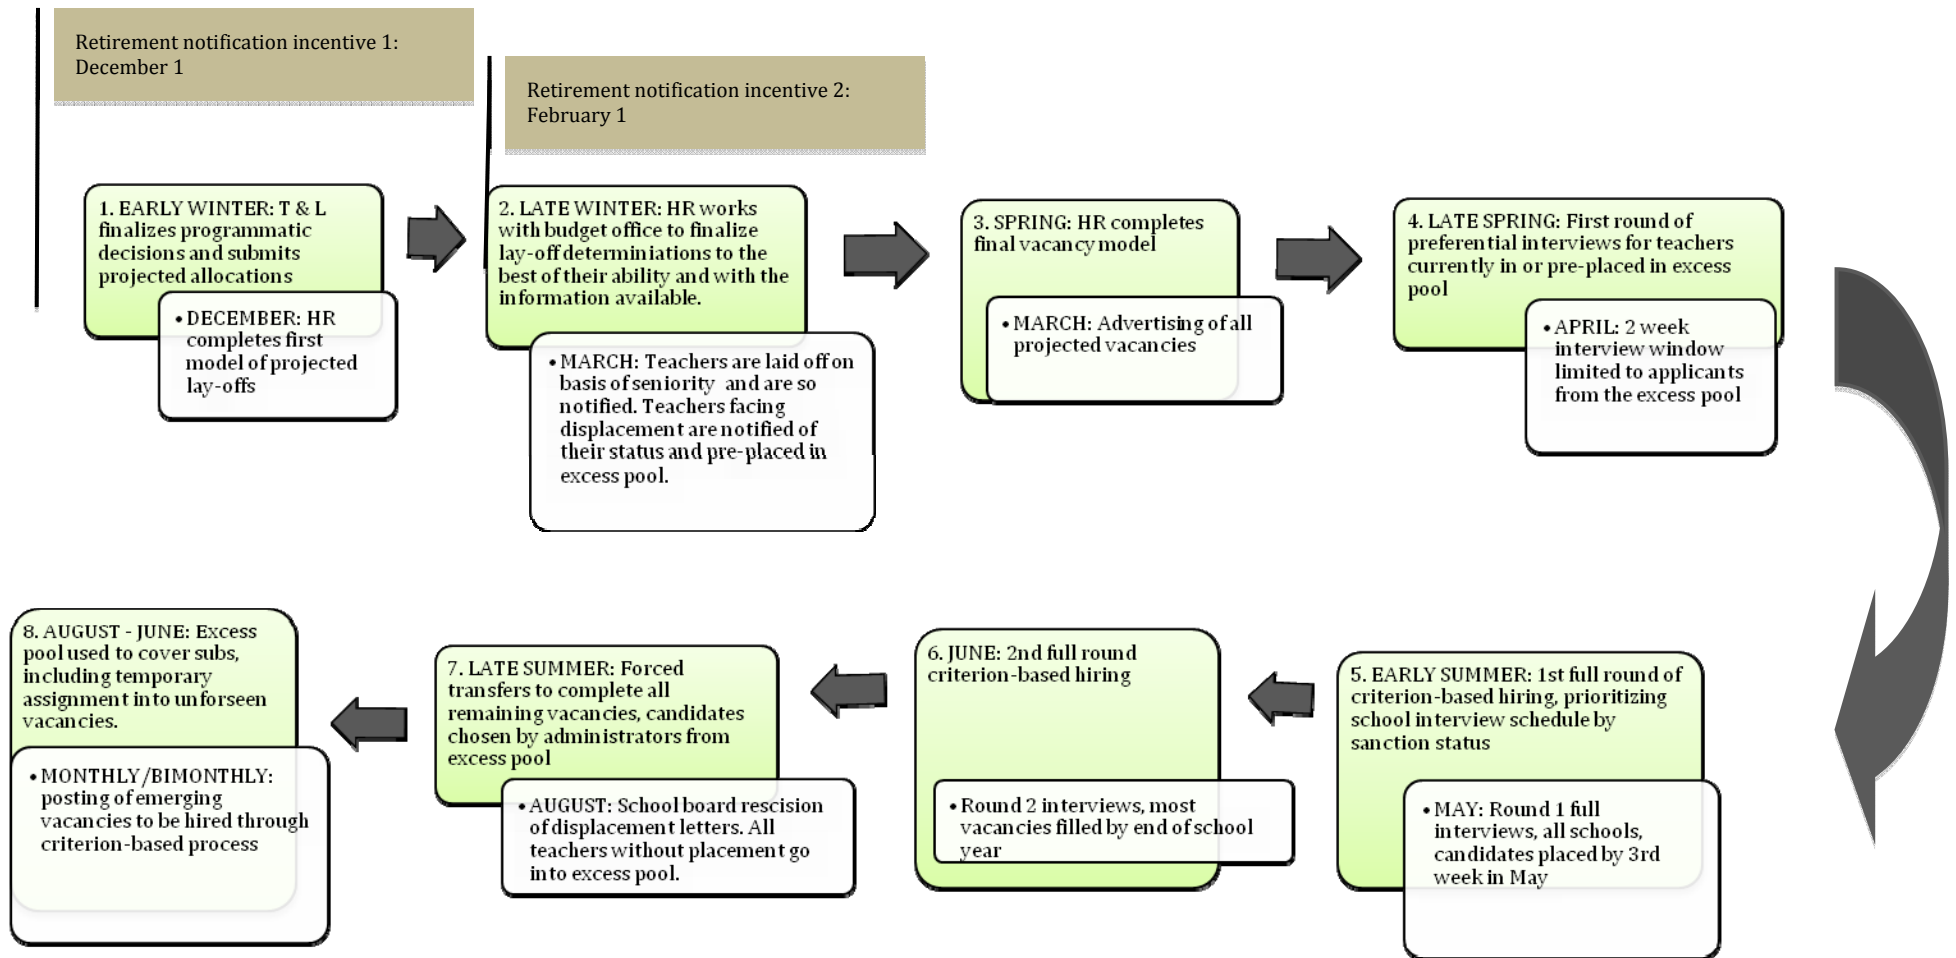 Retirement notification incentive 1:
December 1
Retirement notification incentive 2:
February 1
1. EARLY WINTER: T & L
finalizes programmatic
decisions and submits
projected allocations
• DECEMBER: HR
completes first
model of projected
lay-offs
2. LATE WINTER: HR works
with budget office to finalize
lay-off determiniations to the
best of their ability and with the
information available.
• MARCH: Teachers are laid off on
basis of seniority and are so
notified. Teachers facing
displacement are notified of
their status and pre-placed in
excess pool.
3. SPRING: HR completes
final vacancy model
• MARCH: Advertising of all
projected vacancies
4. LATE SPRING: First round of
preferential interviews for teachers
currently in or pre-placed in excess
pool
• APRIL: 2 week
interview window
limited to applicants
from the excess pool
5. EARLY SUMMER: 1st full round of
criterion-based hiring, prioritizing
school interview schedule by
sanction status
• MAY: Round 1 full
interviews, all schools,
candidates placed by 3rd
week in May
6. JUNE: 2nd full round
criterion-based hiring
• Round 2 interviews, most
vacancies filled by end of school
year
7. LATE SUMMER: Forced
transfers to complete all
remaining vacancies, candidates
chosen by administrators from
excess pool
• AUGUST: School board rescision
of displacement letters. All
teachers without placement go
into excess pool.
8. AUGUST - JUNE: Excess
pool used to cover subs,
including temporary
assignment into unforseen
vacancies.
• MONTHLY/BIMONTHLY:
posting of emerging
vacancies to be hired through
criterion-based process